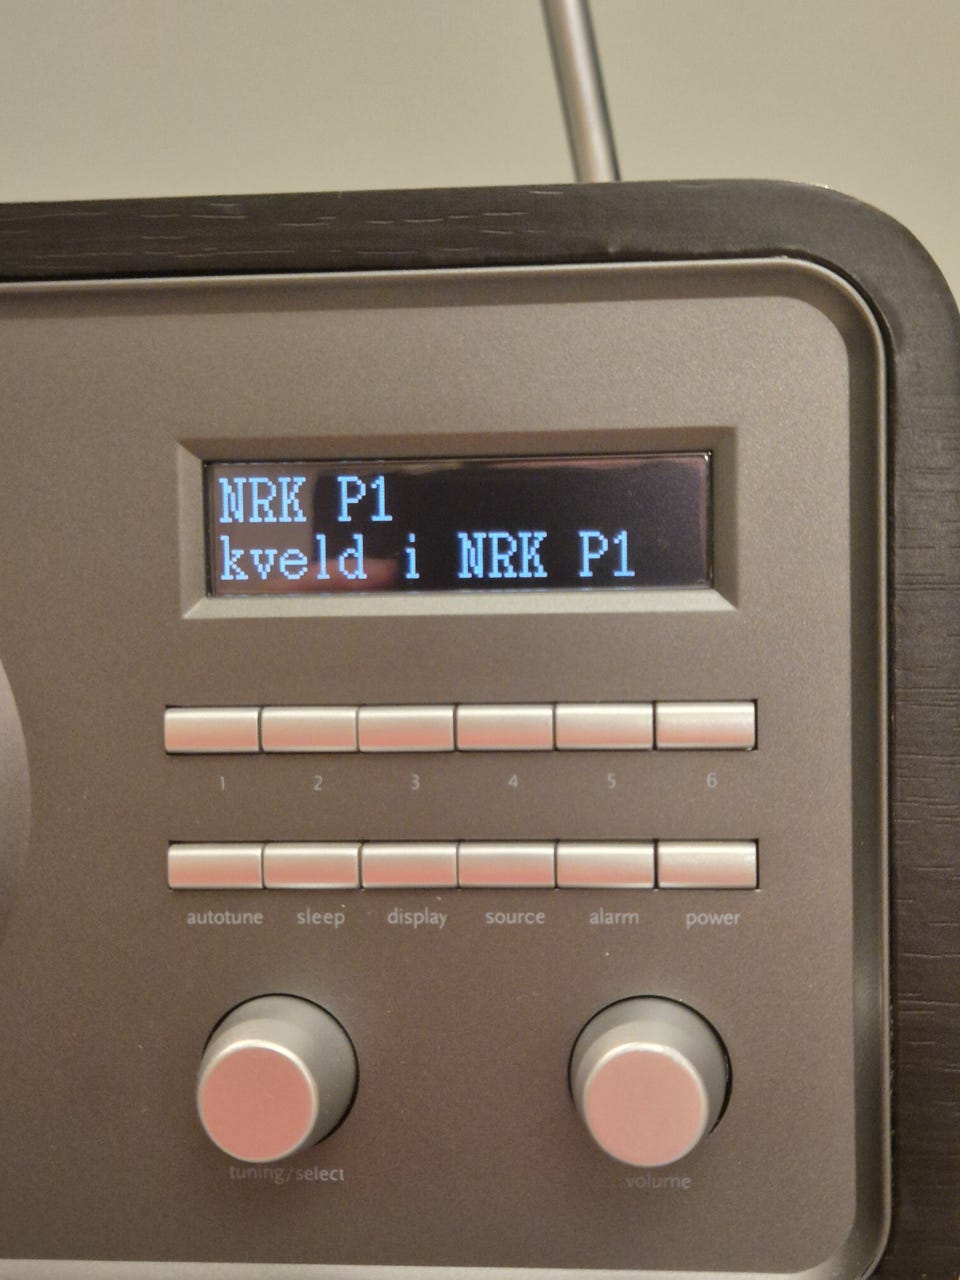 NRK P1
kveld i NRK P1
1 2 3 4 5 6
autotune sleep display source alarm power
tuning/select volume